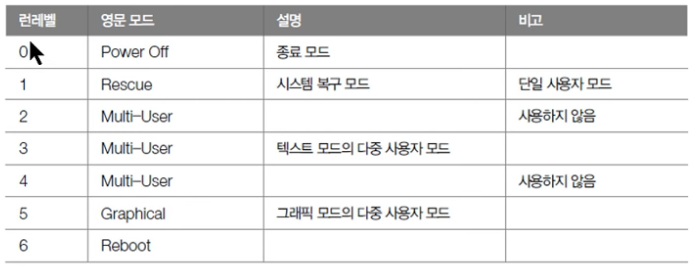 런레벨 영문 모드 설명 비고
0 Power Off 종료 모드
1 Rescue 시스템 복구 모드 단일 사용자 모드
2 Multi-User 사용하지 않음
3 Multi-User 텍스트 모드의 다중 사용자 모드
4 Multi-User 사용하지 않음
5 Graphical 그래픽 모드의 다중 사용자 모드
6 Reboot